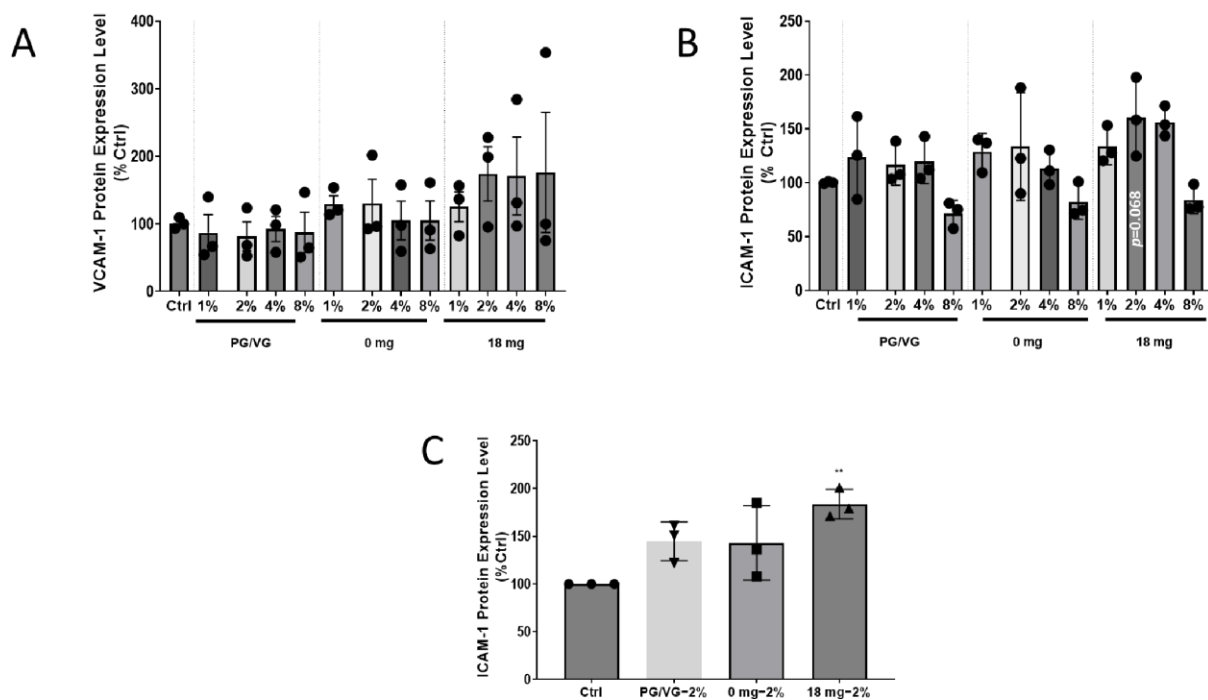 A
VCAM-1 Protein Expression Level
(% Ctrl)
400
300
200
100
0
Ctrl 1% 2% 4% 8% 1% 2% 4% 8% 1% 2% 4% 8%
PG/VG 0 mg 18 mg
B
ICAM-1 Protein Expression Level
(% Ctrl)
250
200
150
100
50
0
p=0.068
Ctrl 1% 2% 4% 8% 1% 2% 4% 8% 1% 2% 4% 8%
PG/VG 0 mg 18 mg
C
ICAM-1 Protein Expression Level
(% Ctrl)
250
200
150
100
50
0
**
Ctrl PG/VG-2% 0 mg-2% 18 mg-2%